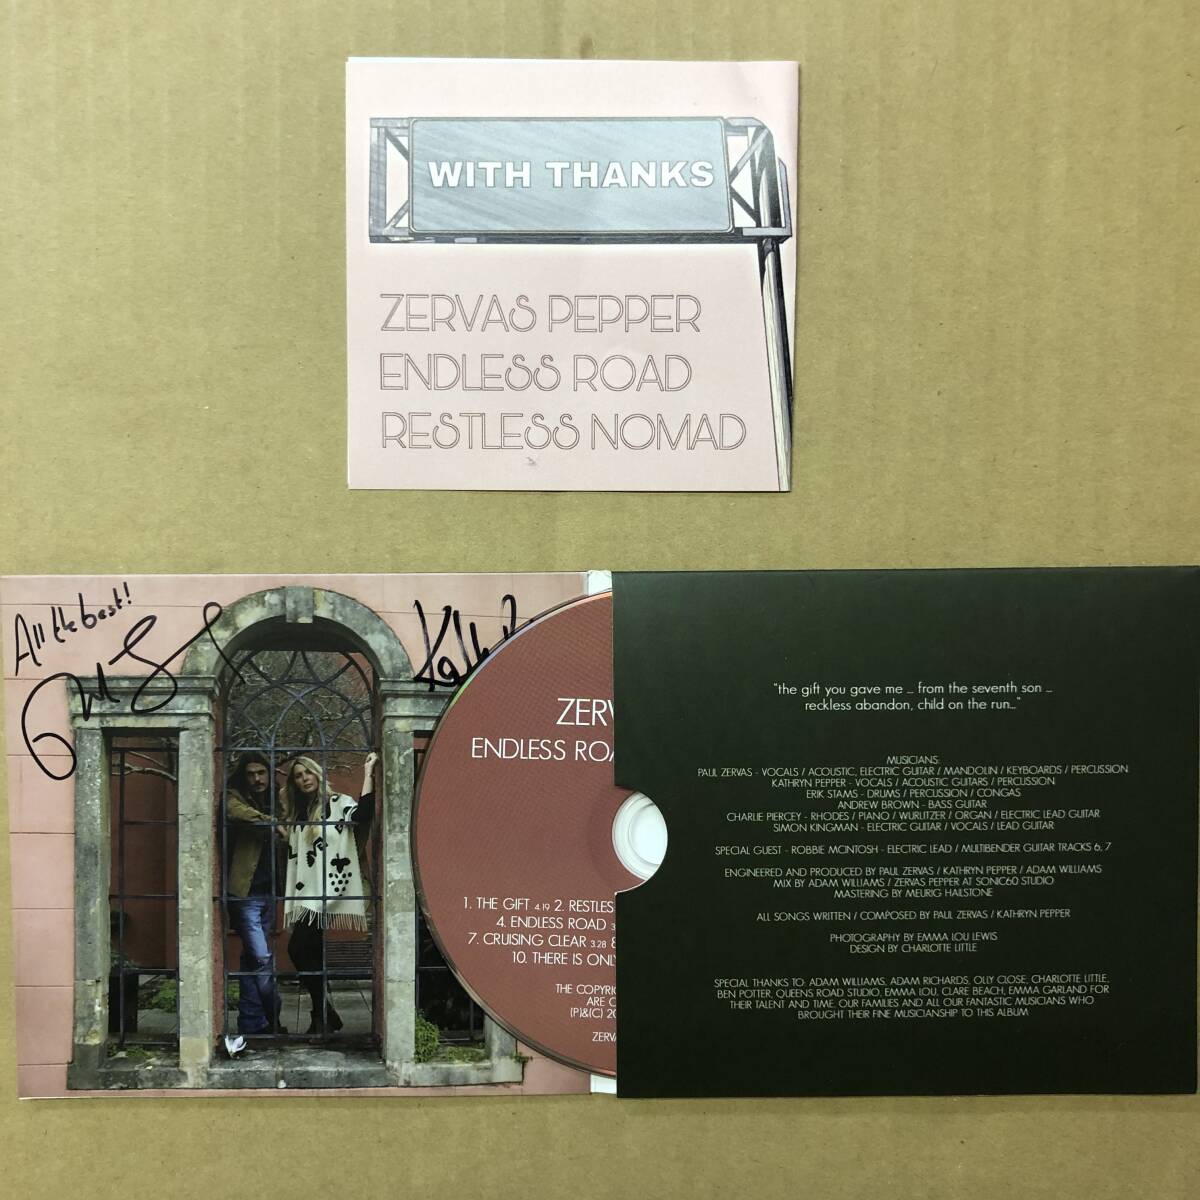 WITH THANKS
ZERVAS PEPPER
ENDLESS ROAD
RESTLESS NOMAD
All the best!
ENDLESS
1. THE GIFT 4.19 2. RESTLESS
4. ENDLESS ROAD
7. CRUISING CLEAR 3.28
10. THERE IS
THE
ARE
(P)&(C)
"the gift you gave me ... from the seventh son ...
reckless abandon, child on the run..."
MUSICIANS:
PAUL ZERVAS - VOCALS / ACOUSTIC, ELECTRIC GUITAR / MANDOLIN / KEYBOARDS / PERCUSSION
KATHRYN PEPPER - VOCALS / ACOUSTIC GUITARS / PERCUSSION
ERIK STAMS - DRUMS / PERCUSSION / CONGAS
ANDREW BROWN - BASS GUITAR
CHARLIE PIERCEY - RHODES / PIANO / WURLITZER / ORGAN / ELECTRIC LEAD GUITAR
SIMON KINGMAN - ELECTRIC GUITAR / VOCALS / LEAD GUITAR
SPECIAL GUEST - ROBBIE MCINTOSH - ELECTRIC LEAD / MULTIBENDER GUITAR TRACKS 6, 7
ENGINEERED AND PRODUCED BY PAUL ZERVAS / KATHRYN PEPPER / ADAM WILLIAMS
MIX BY ADAM WILLIAMS / ZERVAS PEPPER AT SONIC60 STUDIO
MASTERING BY MEURIG HAILSTONE
ALL SONGS WRITTEN / COMPOSED BY PAUL ZERVAS / KATHRYN PEPPER
PHOTOGRAPHY BY EMMA LOU LEWIS
DESIGN BY CHARLOTTE LITTLE
SPECIAL THANKS TO: ADAM WILLIAMS, ADAM RICHARDS, OLLY CLOSE, CHARLOTTE LITTLE,
BEN POTTER, QUEENS ROAD STUDIO, EMMA LOU, CLARE BEACH, EMMA GARLAND FOR
THEIR TALENT AND TIME. OUR FAMILIES AND ALL OUR FANTASTIC MUSICIANS WHO
BROUGHT THEIR FINE MUSICIANSHIP TO THIS ALBUM